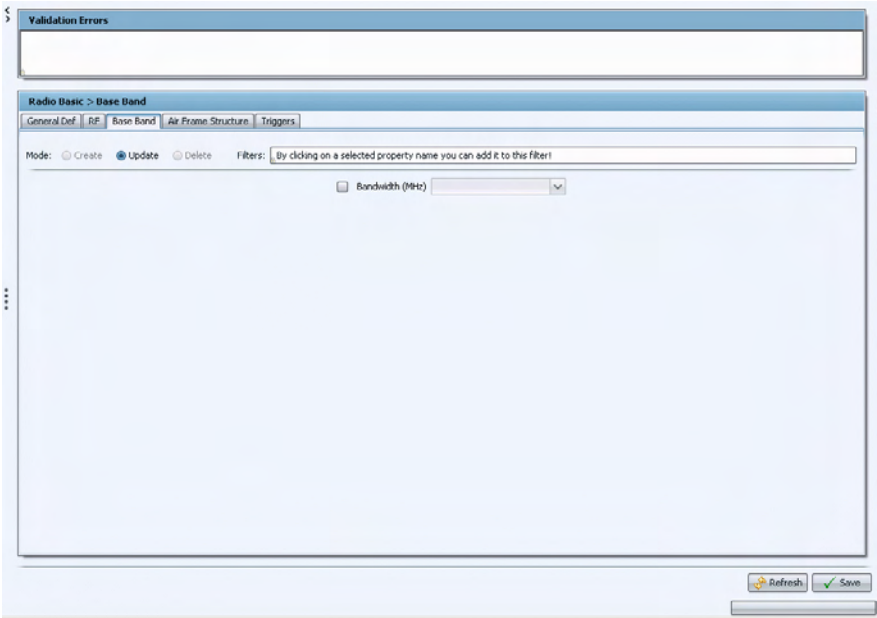 Validation Errors
Radio Basic > Base Band
General Def RF Base Band Air Frame Structure Triggers
Mode: Create Update Delete Filters: By clicking on a selected property name you can add it to this filter!
Bandwidth (MHz)
Refresh Save